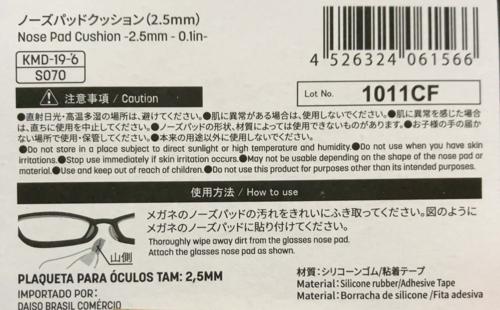 ノーズパッドクッション(2.5mm)
Nose Pad Cushion -2.5mm - 0.1in-
KMD-19-6
S070
4 526324 061566
注意事項 / Caution
Lot No. 1011CF
●直射日光・高温多湿の場所は、避けてください。●肌に異常がある場合は、使用しないでください。●肌に異常を感じた場合
は、直ちに使用を中止してください。●ノーズパッドの形状、材質によっては使用できないものがあります。●お子様の手の届か
ない場所で使用・保管してください。●本来の用途以外に使用しないでください。
●Do not store in a place subject to direct sunlight or high temperature and humidity.●Do not use when you have skin
irritations.●Stop use immediately if skin irritation occurs.●May not be usable depending on the shape of the nose pad or
material.●Use and keep out of reach of children.●Do not use this product for purposes other than its intended purposes.
使用方法 / How to use
メガネのノーズパッドの汚れをきれいにふき取ってください。図のように
メガネのノーズパッドに貼り付けてください。
Thoroughly wipe away dirt from the glasses nose pad.
Attach the glasses nose pad as shown.
山側
PLAQUETA PARA ÓCULOS TAM: 2,5MM
IMPORTADO POR:
DAISO BRASIL COMÉRCIO
材質:シリコーンゴム/粘着テープ
Material:Silicone rubber/Adhesive Tape
Material:Borracha de silicone /Fita adesiva